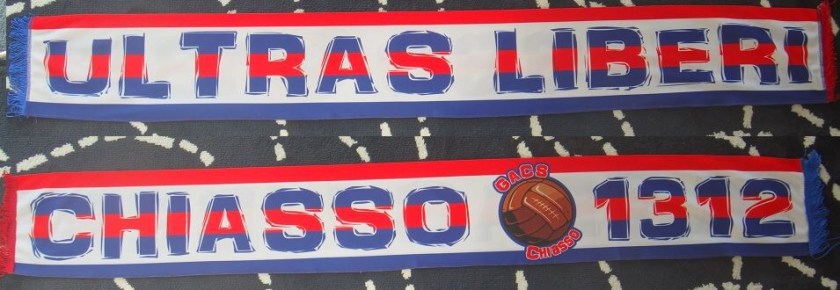 ULTRAS LIBERI
CHIASSO GACS CHIASSO 1312